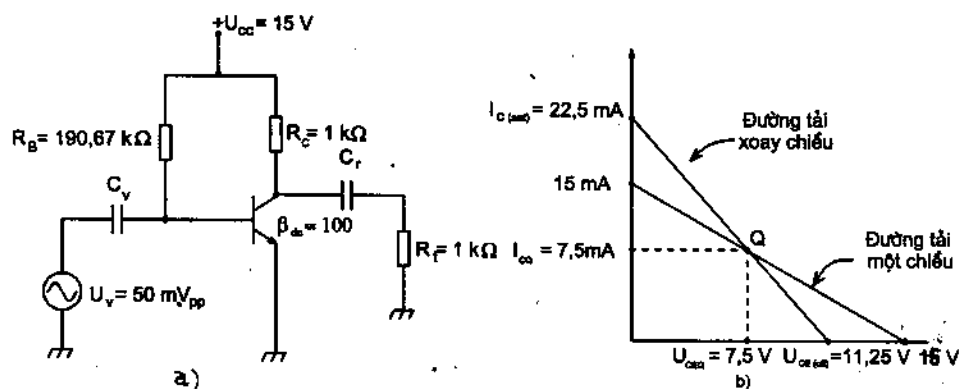 +U_CC = 15 V
R_B = 190,67 kΩ
R_C = 1 kΩ
C_r
C_v
β_dc = 100
R_t = 1 kΩ
U_v = 50 mV_pp
a)
I_C(sat) = 22,5 mA
Đường tải
xoay chiều
15 mA
Q
I_CQ = 7,5mA
Đường tải
một chiều
U_CEQ = 7,5 V
U_CE(cut) = 11,25 V
15 V
b)